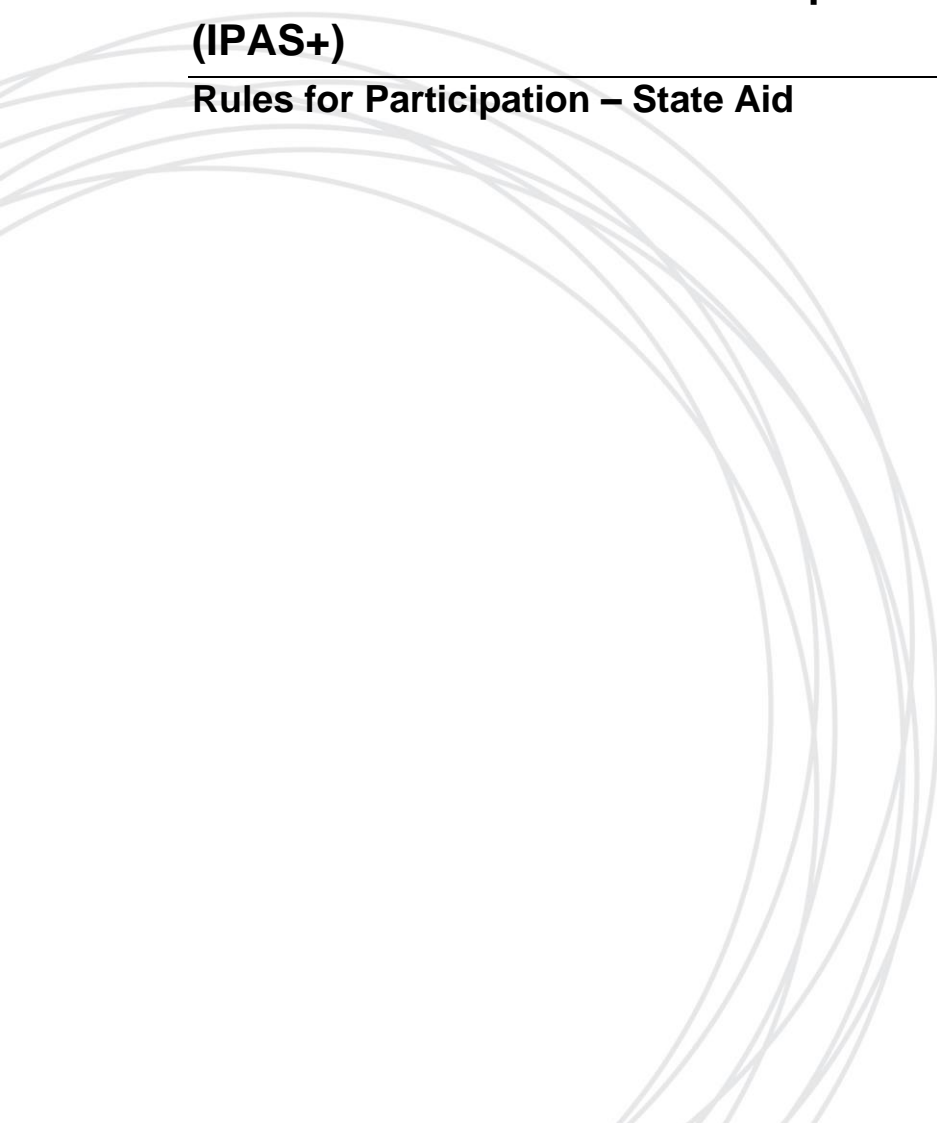 (IPAS+)
Rules for Participation – State Aid